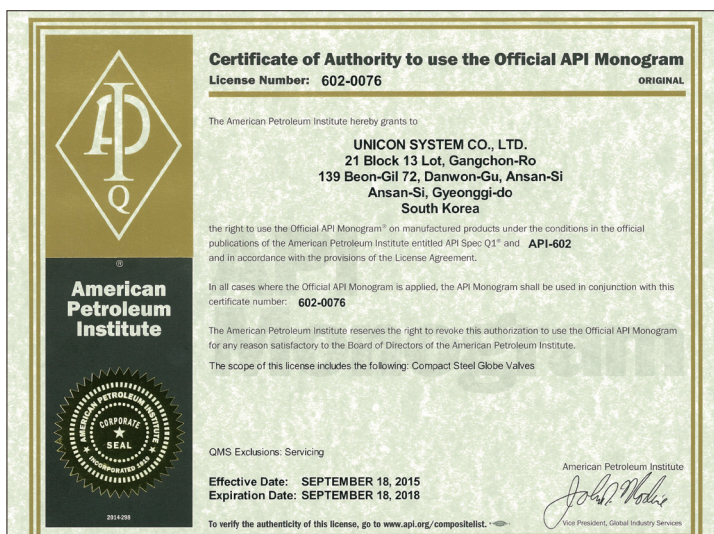 Certificate of Authority to use the Official API Monogram
License Number: 602-0076
ORIGINAL
The American Petroleum Institute hereby grants to
UNICON SYSTEM CO., LTD.
21 Block 13 Lot, Gangchon-Ro
139 Beon-Gil 72, Danwon-Gu, Ansan-Si
Ansan-Si, Gyeonggi-do
South Korea
the right to use the Official API Monogram® on manufactured products under the conditions in the official
publications of the American Petroleum Institute entitled API Spec Q1® and API-602
and in accordance with the provisions of the License Agreement.
In all cases where the Official API Monogram is applied, the API Monogram shall be used in conjunction with this
certificate number: 602-0076
The American Petroleum Institute reserves the right to revoke this authorization to use the Official API Monogram
for any reason satisfactory to the Board of Directors of the American Petroleum Institute.
The scope of this license includes the following: Compact Steel Globe Valves
QMS Exclusions: Servicing
Effective Date: SEPTEMBER 18, 2015
Expiration Date: SEPTEMBER 18, 2018
To verify the authenticity of this license, go to www.api.org/compositelist.
American Petroleum Institute
Vice President, Global Industry Services
API
Q
®
American
Petroleum
Institute
AMERICAN PETROLEUM INSTITUTE
CORPORATE
SEAL
INCORPORATED 1919
2014-298